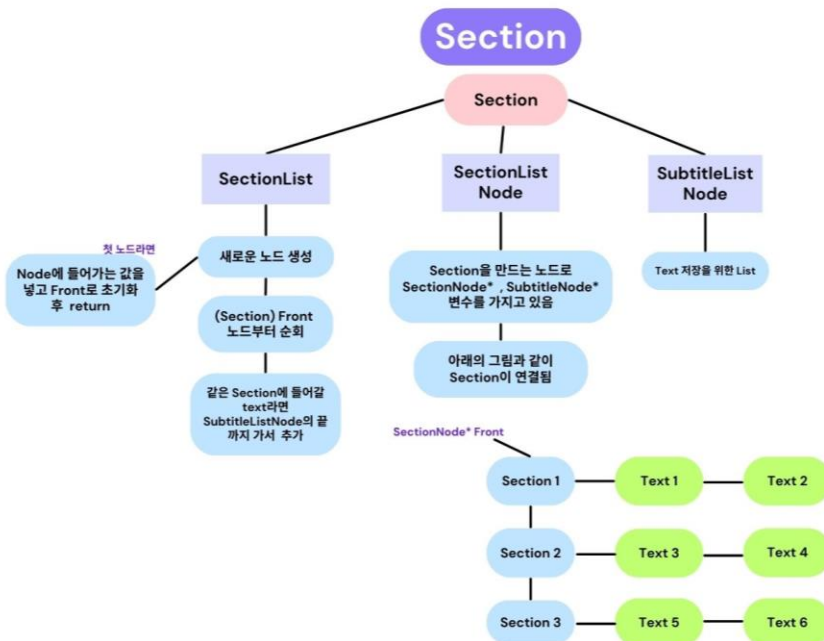 Section
Section
SectionList
SectionList
Node
SubtitleList
Node
첫 노드라면
Node에 들어가는 값을
넣고 Front로 초기화
후 return
새로운 노드 생성
(Section) Front
노드부터 순회
같은 Section에 들어갈
text라면
SubtitleListNode의 끝
까지 가서 추가
Section을 만드는 노드로
SectionNode* , SubtitleNode*
변수를 가지고 있음
아래의 그림과 같이
Section이 연결됨
Text 저장을 위한 List
SectionNode* Front
Section 1
Text 1
Text 2
Section 2
Text 3
Text 4
Section 3
Text 5
Text 6